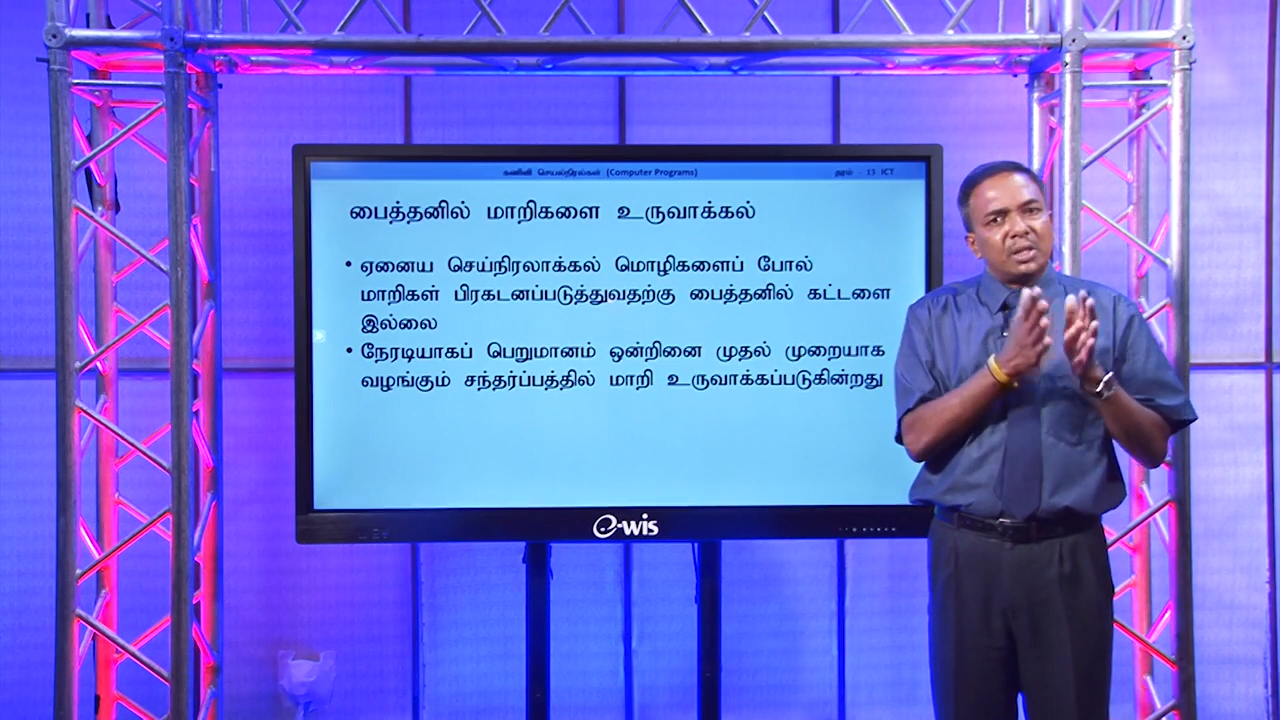 கணினி செயல்நிரல்கள் (Computer Programs)
தரம் - 13 ICT
பைத்தனில் மாறிகளை உருவாக்கல்
• ஏனைய செய்நிரலாக்கல் மொழிகளைப் போல்
மாறிகள் பிரகடனப்படுத்துவதற்கு பைத்தனில் கட்டளை
இல்லை
• நேரடியாகப் பெறுமானம் ஒன்றினை முதல் முறையாக
வழங்கும் சந்தர்ப்பத்தில் மாறி உருவாக்கப்படுகின்றது
e-wis